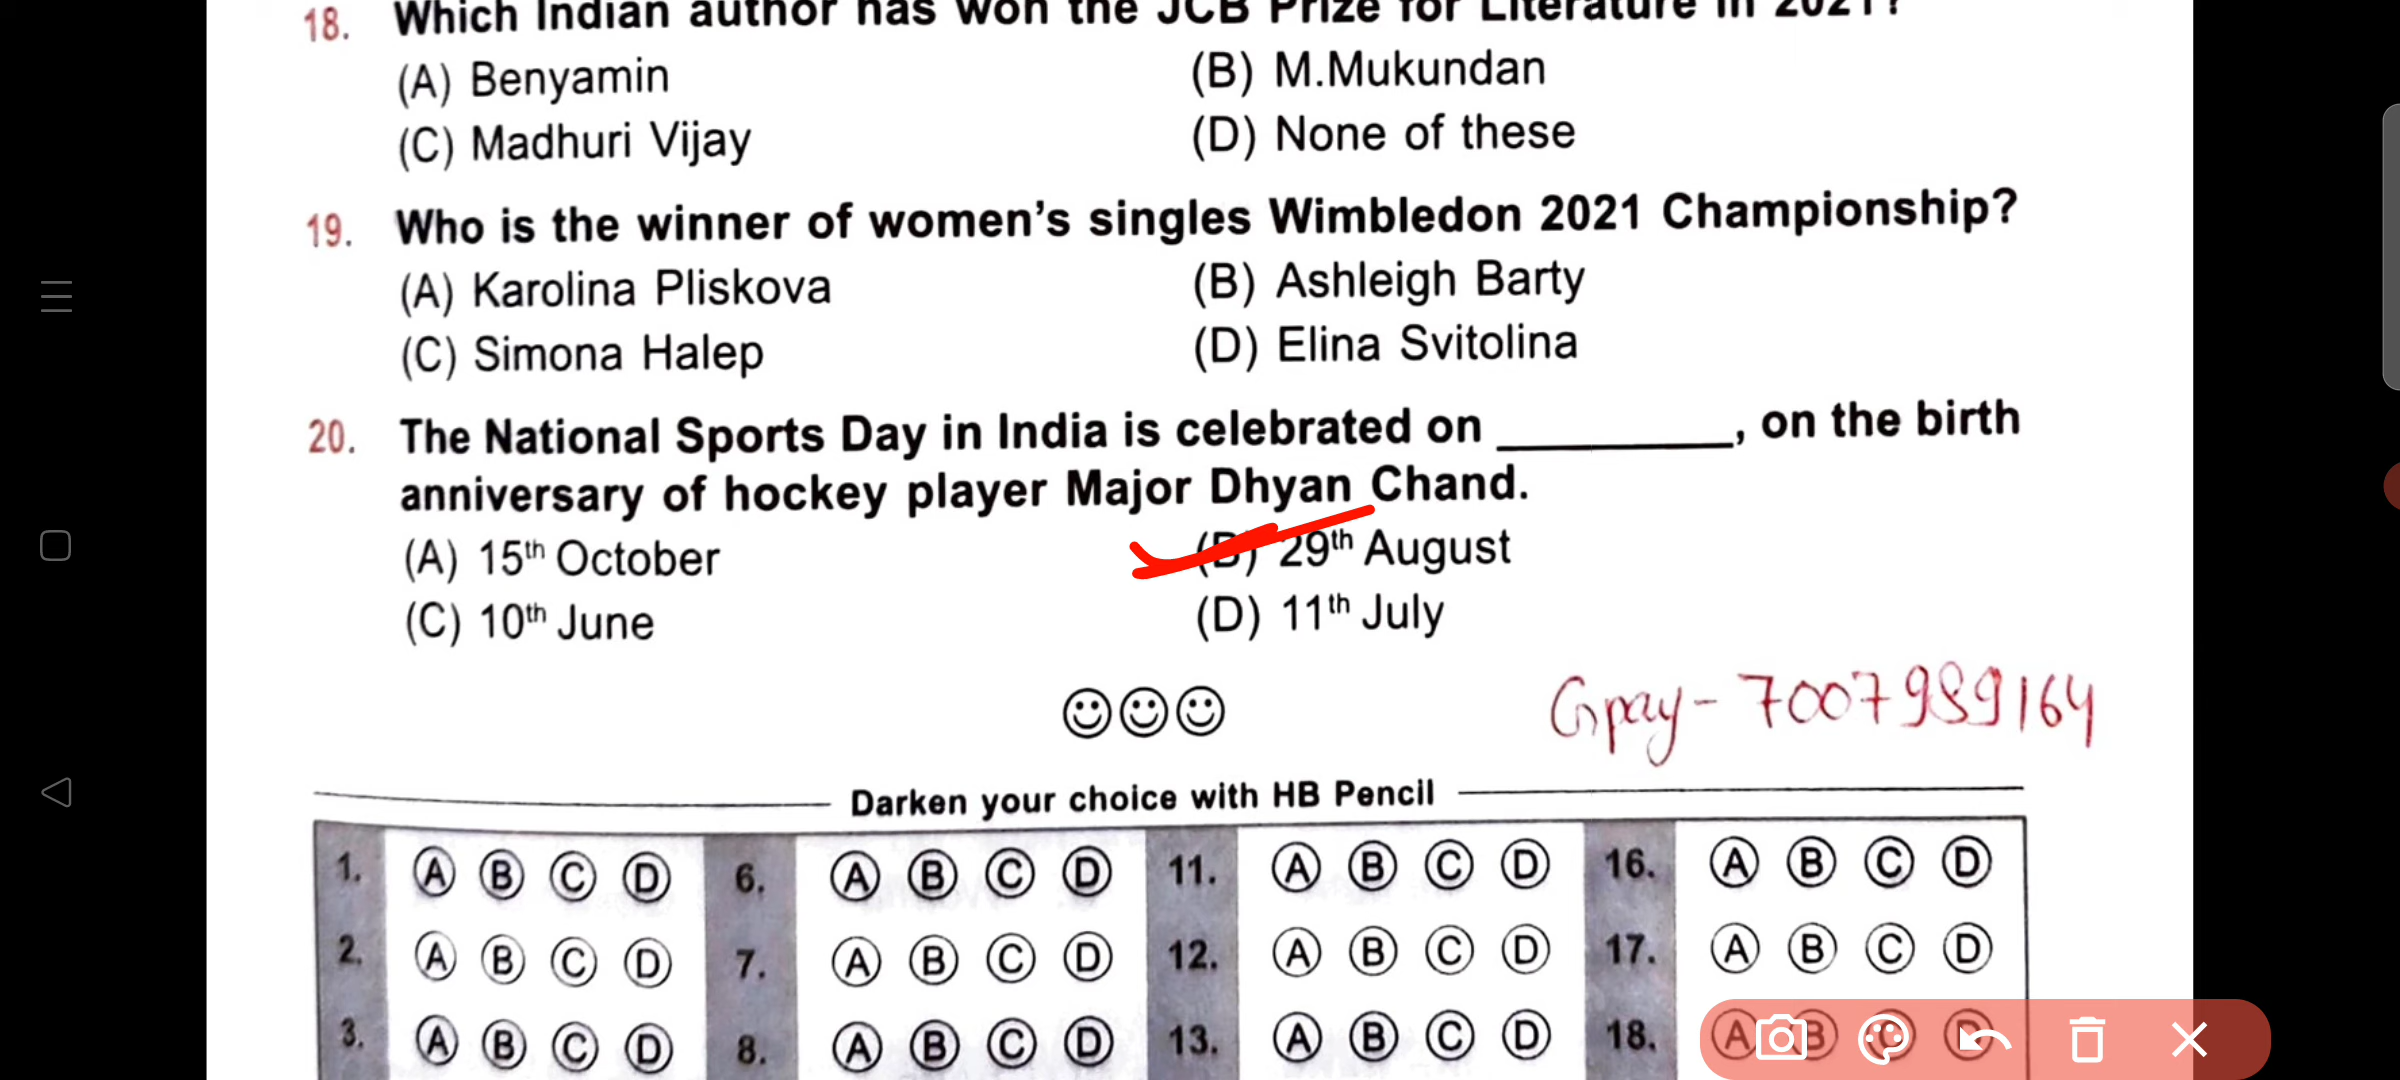 18. Which Indian author has won the JCB Prize for Literature in 2021?
(A) Benyamin (B) M.Mukundan
(C) Madhuri Vijay (D) None of these
19. Who is the winner of women's singles Wimbledon 2021 Championship?
(A) Karolina Pliskova (B) Ashleigh Barty
(C) Simona Halep (D) Elina Svitolina
20. The National Sports Day in India is celebrated on _________, on the birth
anniversary of hockey player Major Dhyan Chand.
(A) 15th October (B) 29th August
(C) 10th June (D) 11th July
Gpay - 7007989164
Darken your choice with HB Pencil
1. A B C D 6. A B C D 11. A B C D 16. A B C D
2. A B C D 7. A B C D 12. A B C D 17. A B C D
3. A B C D 8. A B C D 13. A B C D 18. A B C D